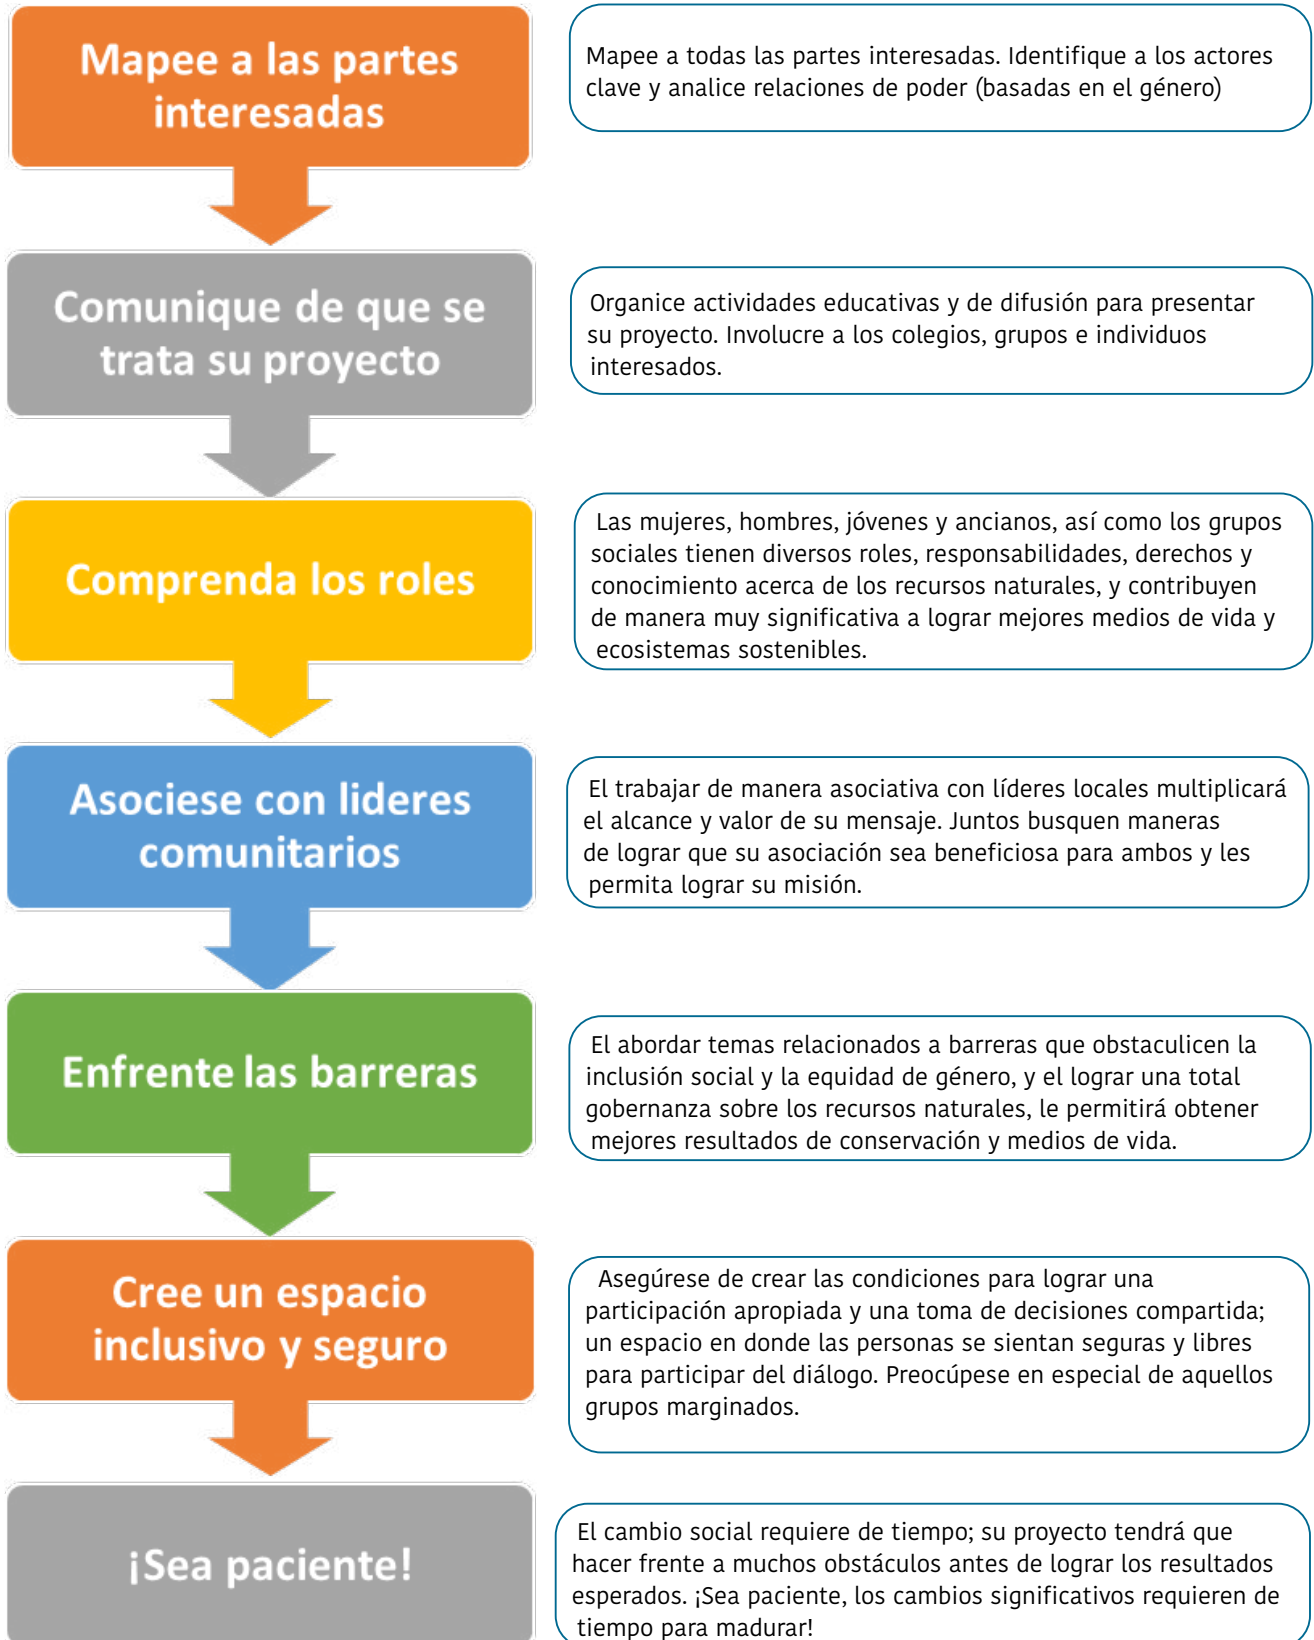 Mapee a las partes
interesadas
Mapee a todas las partes interesadas. Identifique a los actores
clave y analice relaciones de poder (basadas en el género)
Comunique de que se
trata su proyecto
Organice actividades educativas y de difusión para presentar
su proyecto. Involucre a los colegios, grupos e individuos
interesados.
Comprenda los roles
Las mujeres, hombres, jóvenes y ancianos, así como los grupos
sociales tienen diversos roles, responsabilidades, derechos y
conocimiento acerca de los recursos naturales, y contribuyen
de manera muy significativa a lograr mejores medios de vida y
ecosistemas sostenibles.
Asociese con lideres
comunitarios
El trabajar de manera asociativa con líderes locales multiplicará
el alcance y valor de su mensaje. Juntos busquen maneras
de lograr que su asociación sea beneficiosa para ambos y les
permita lograr su misión.
Enfrente las barreras
El abordar temas relacionados a barreras que obstaculicen la
inclusión social y la equidad de género, y el lograr una total
gobernanza sobre los recursos naturales, le permitirá obtener
mejores resultados de conservación y medios de vida.
Cree un espacio
inclusivo y seguro
Asegúrese de crear las condiciones para lograr una
participación apropiada y una toma de decisiones compartida;
un espacio en donde las personas se sientan seguras y libres
para participar del diálogo. Preocúpese en especial de aquellos
grupos marginados.
¡Sea paciente!
El cambio social requiere de tiempo; su proyecto tendrá que
hacer frente a muchos obstáculos antes de lograr los resultados
esperados. ¡Sea paciente, los cambios significativos requieren de
tiempo para madurar!